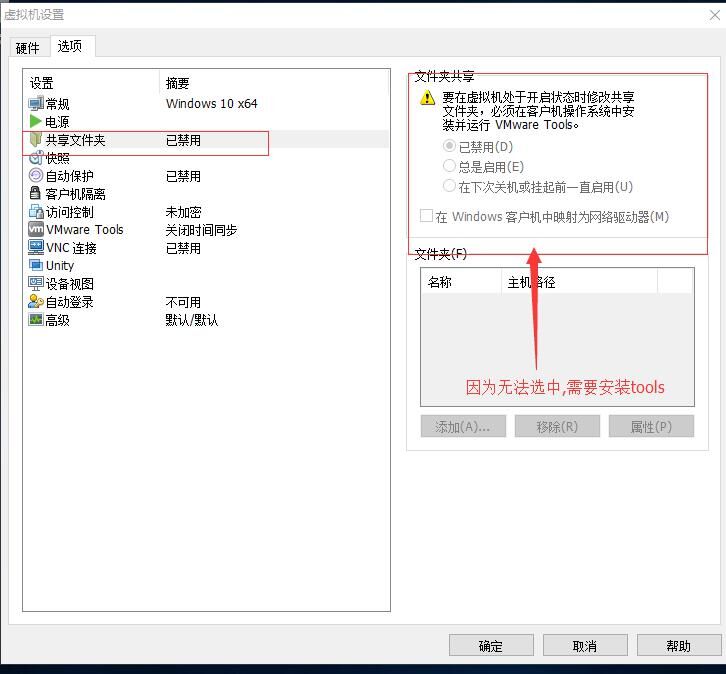 虚拟机设置
硬件 选项
设置 摘要
常规 Windows 10 x64
电源
共享文件夹 已禁用
快照
自动保护 已禁用
客户机隔离
访问控制 未加密
VMware Tools 关闭时间同步
VNC 连接 已禁用
Unity
设备视图
自动登录 不可用
高级 默认/默认
文件夹共享
要在虚拟机处于开启状态时修改共享
文件夹，必须在客户机操作系统中安
装并运行 VMware Tools。
已禁用(D)
总是启用(E)
在下次关机或挂起前一直启用(U)
在 Windows 客户机中映射为网络驱动器(M)
文件夹(F)
名称 主机路径
因为无法选中,需要安装tools
添加(A)... 移除(R) 属性(P)
确定 取消 帮助